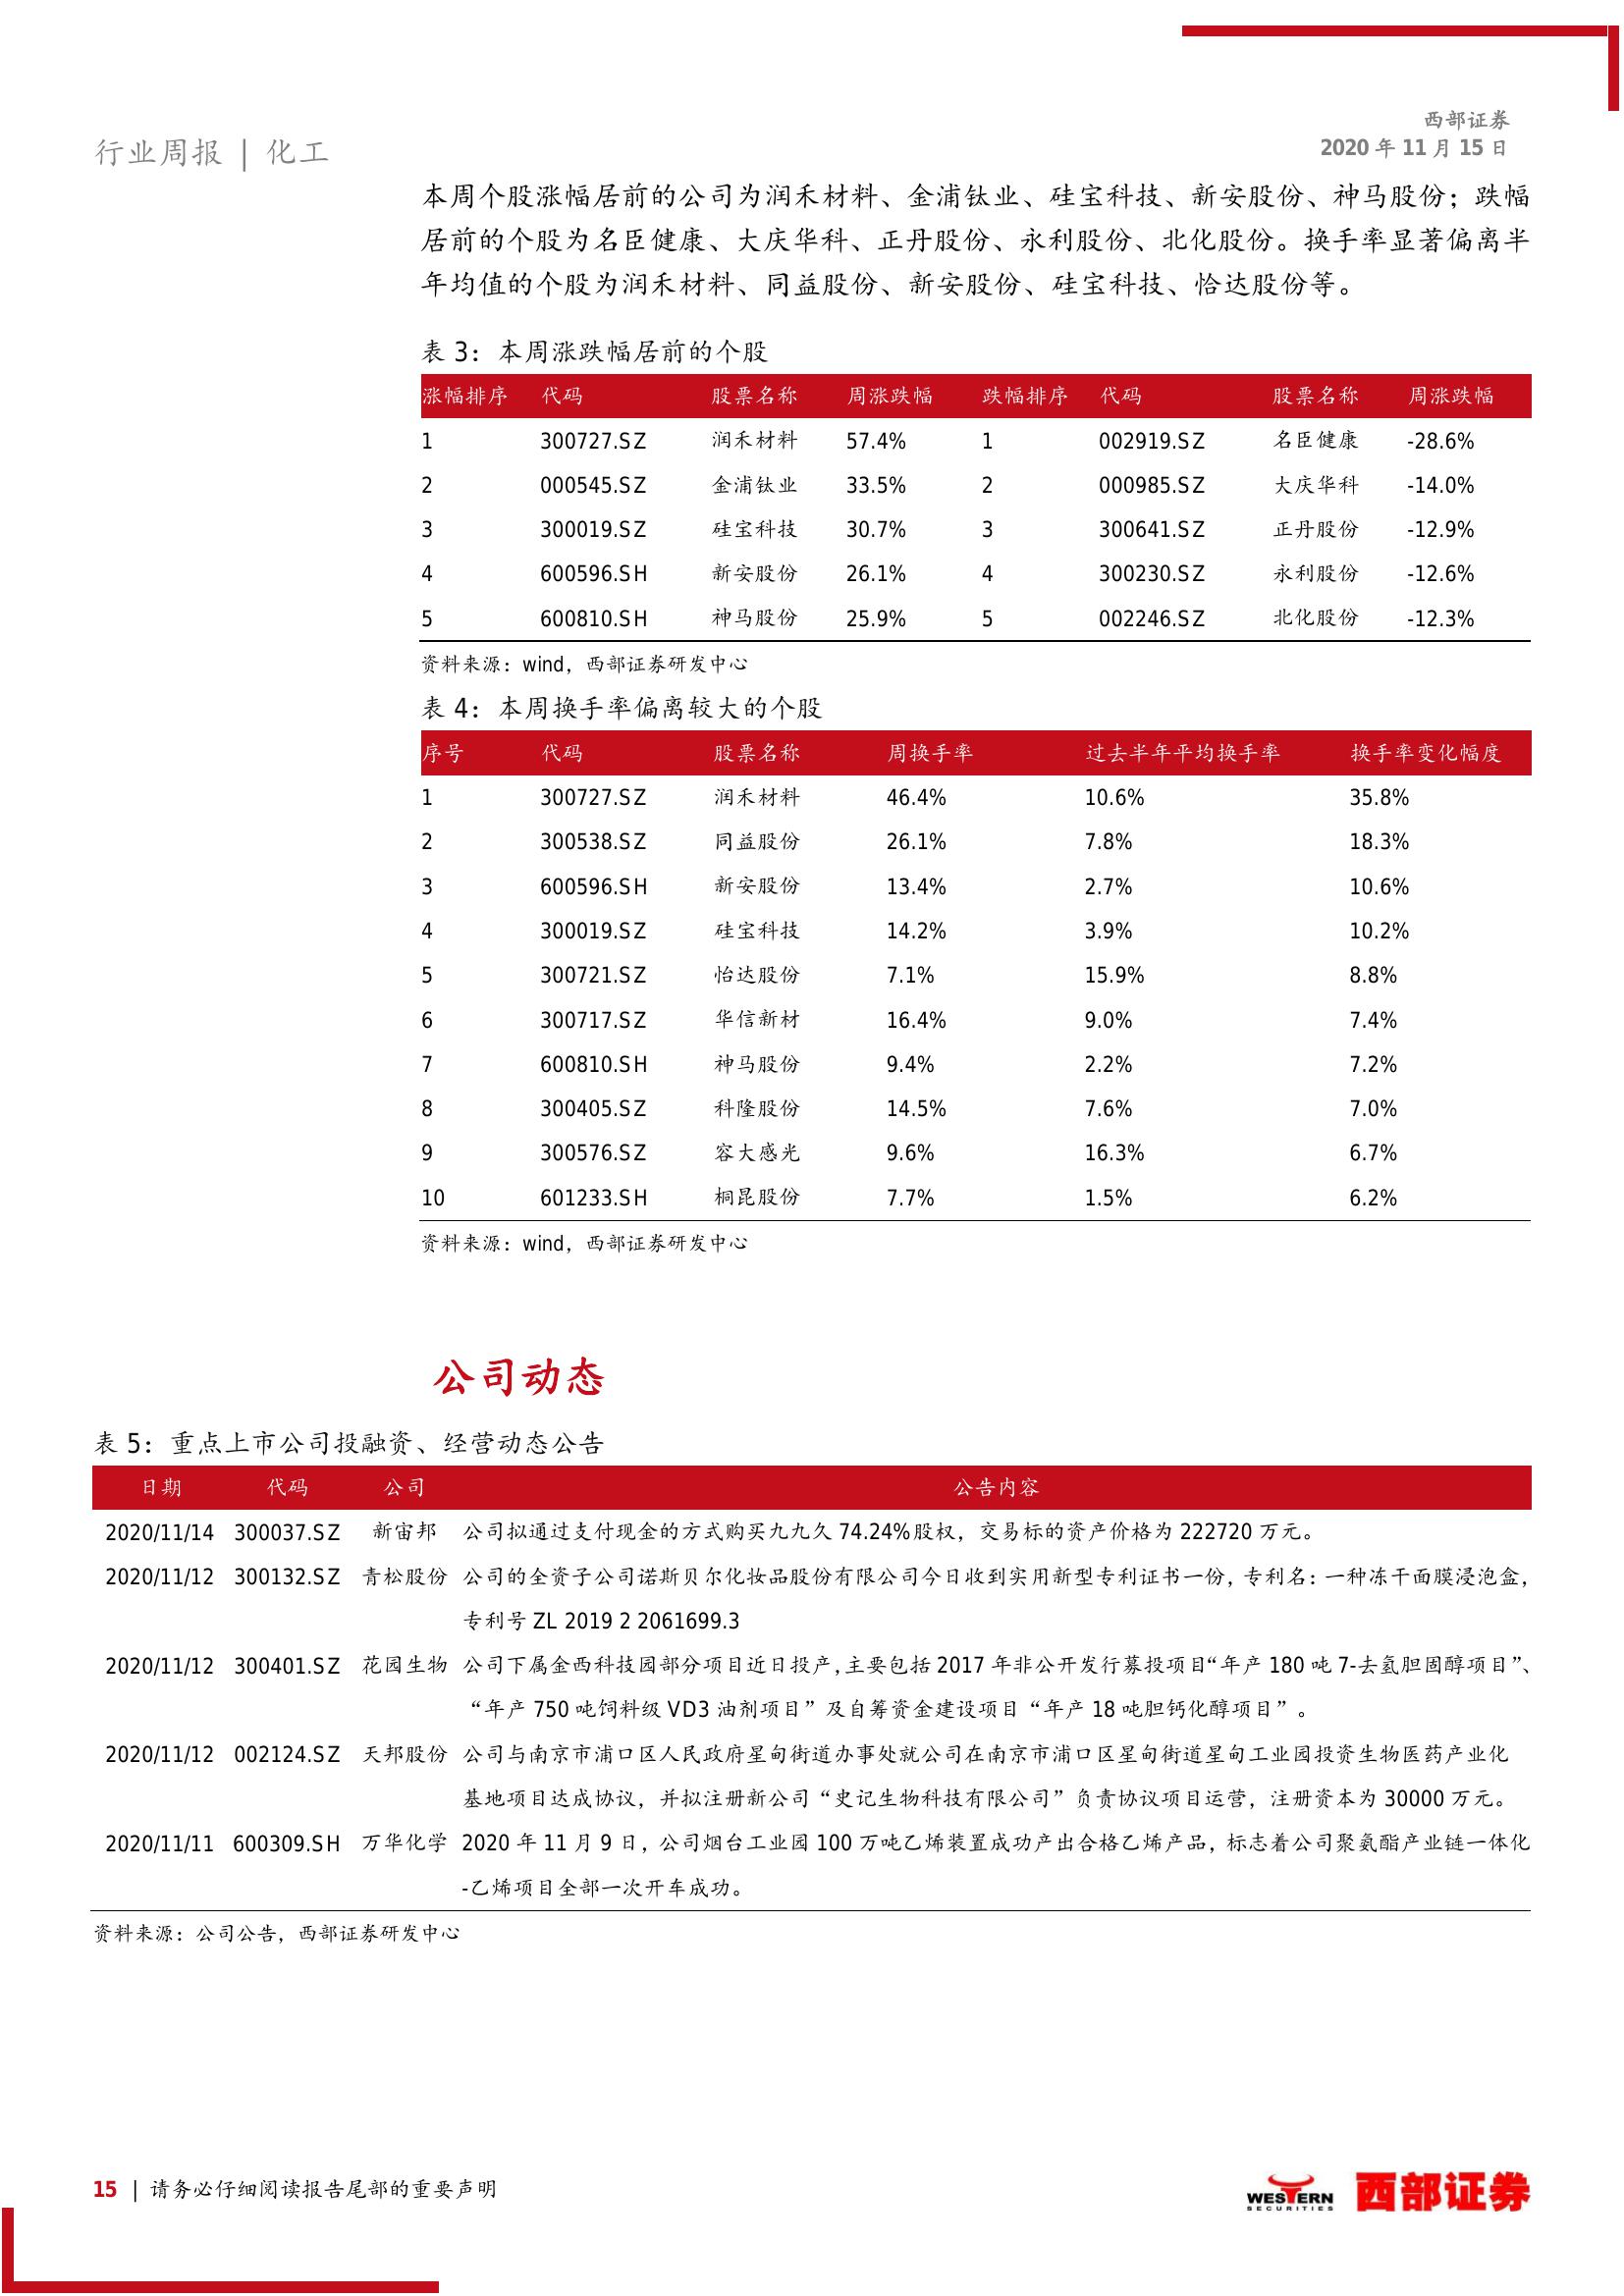 西部证券
2020 年 11 月 15 日
行业周报 | 化工
本周个股涨幅居前的公司为润禾材料、金浦钛业、硅宝科技、新安股份、神马股份；跌幅
居前的个股为名臣健康、大庆华科、正丹股份、永利股份、北化股份。换手率显著偏离半
年均值的个股为润禾材料、同益股份、新安股份、硅宝科技、怡达股份等。
表 3：本周涨跌幅居前的个股
涨幅排序 代码 股票名称 周涨跌幅 跌幅排序 代码 股票名称 周涨跌幅
1 300727.SZ 润禾材料 57.4% 1 002919.SZ 名臣健康 -28.6%
2 000545.SZ 金浦钛业 33.5% 2 000985.SZ 大庆华科 -14.0%
3 300019.SZ 硅宝科技 30.7% 3 300641.SZ 正丹股份 -12.9%
4 600596.SH 新安股份 26.1% 4 300230.SZ 永利股份 -12.6%
5 600810.SH 神马股份 25.9% 5 002246.SZ 北化股份 -12.3%
资料来源：wind，西部证券研发中心
表 4：本周换手率偏离较大的个股
序号 代码 股票名称 周换手率 过去半年平均换手率 换手率变化幅度
1 300727.SZ 润禾材料 46.4% 10.6% 35.8%
2 300538.SZ 同益股份 26.1% 7.8% 18.3%
3 600596.SH 新安股份 13.4% 2.7% 10.6%
4 300019.SZ 硅宝科技 14.2% 3.9% 10.2%
5 300721.SZ 怡达股份 7.1% 15.9% 8.8%
6 300717.SZ 华信新材 16.4% 9.0% 7.4%
7 600810.SH 神马股份 9.4% 2.2% 7.2%
8 300405.SZ 科隆股份 14.5% 7.6% 7.0%
9 300576.SZ 容大感光 9.6% 16.3% 6.7%
10 601233.SH 桐昆股份 7.7% 1.5% 6.2%
资料来源：wind，西部证券研发中心
公司动态
表 5：重点上市公司投融资、经营动态公告
日期 代码 公司 公告内容
2020/11/14 300037.SZ 新宙邦 公司拟通过支付现金的方式购买九九久 74.24%股权，交易标的资产价格为 222720 万元。
2020/11/12 300132.SZ 青松股份 公司的全资子公司诺斯贝尔化妆品股份有限公司今日收到实用新型专利证书一份，专利名：一种冻干面膜浸泡盒，
专利号 ZL 2019 2 2061699.3
2020/11/12 300401.SZ 花园生物 公司下属金西科技园部分项目近日投产，主要包括 2017 年非公开发行募投项目“年产 180 吨 7-去氢胆固醇项目”、
“年产 750 吨饲料级 VD3 油剂项目”及自筹资金建设项目“年产 18 吨胆钙化醇项目”。
2020/11/12 002124.SZ 天邦股份 公司与南京市浦口区人民政府星甸街道办事处就公司在南京市浦口区星甸街道星甸工业园投资生物医药产业化
基地项目达成协议，并拟注册新公司“史记生物科技有限公司”负责协议项目运营，注册资本为 30000 万元。
2020/11/11 600309.SH 万华化学 2020 年 11 月 9 日，公司烟台工业园 100 万吨乙烯装置成功产出合格乙烯产品，标志着公司聚氨酯产业链一体化
-乙烯项目全部一次开车成功。
资料来源：公司公告，西部证券研发中心
15 | 请务必仔细阅读报告尾部的重要声明
WESTERN
SECURITIES
西部证券